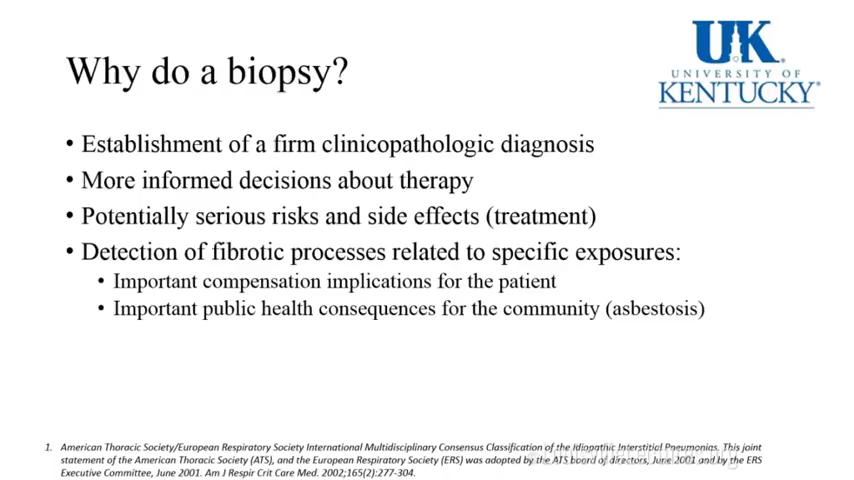 Why do a biopsy?
UK
UNIVERSITY OF
KENTUCKY
• Establishment of a firm clinicopathologic diagnosis
• More informed decisions about therapy
• Potentially serious risks and side effects (treatment)
• Detection of fibrotic processes related to specific exposures:
• Important compensation implications for the patient
• Important public health consequences for the community (asbestosis)
1. American Thoracic Society/European Respiratory Society International Multidisciplinary Consensus Classification of the Idiopathic Interstitial Pneumonias. This joint
statement of the American Thoracic Society (ATS), and the European Respiratory Society (ERS) was adopted by the ATS board of directors, June 2001 and by the ERS
Executive Committee, June 2001. Am J Respir Crit Care Med. 2002;165(2):277-304.